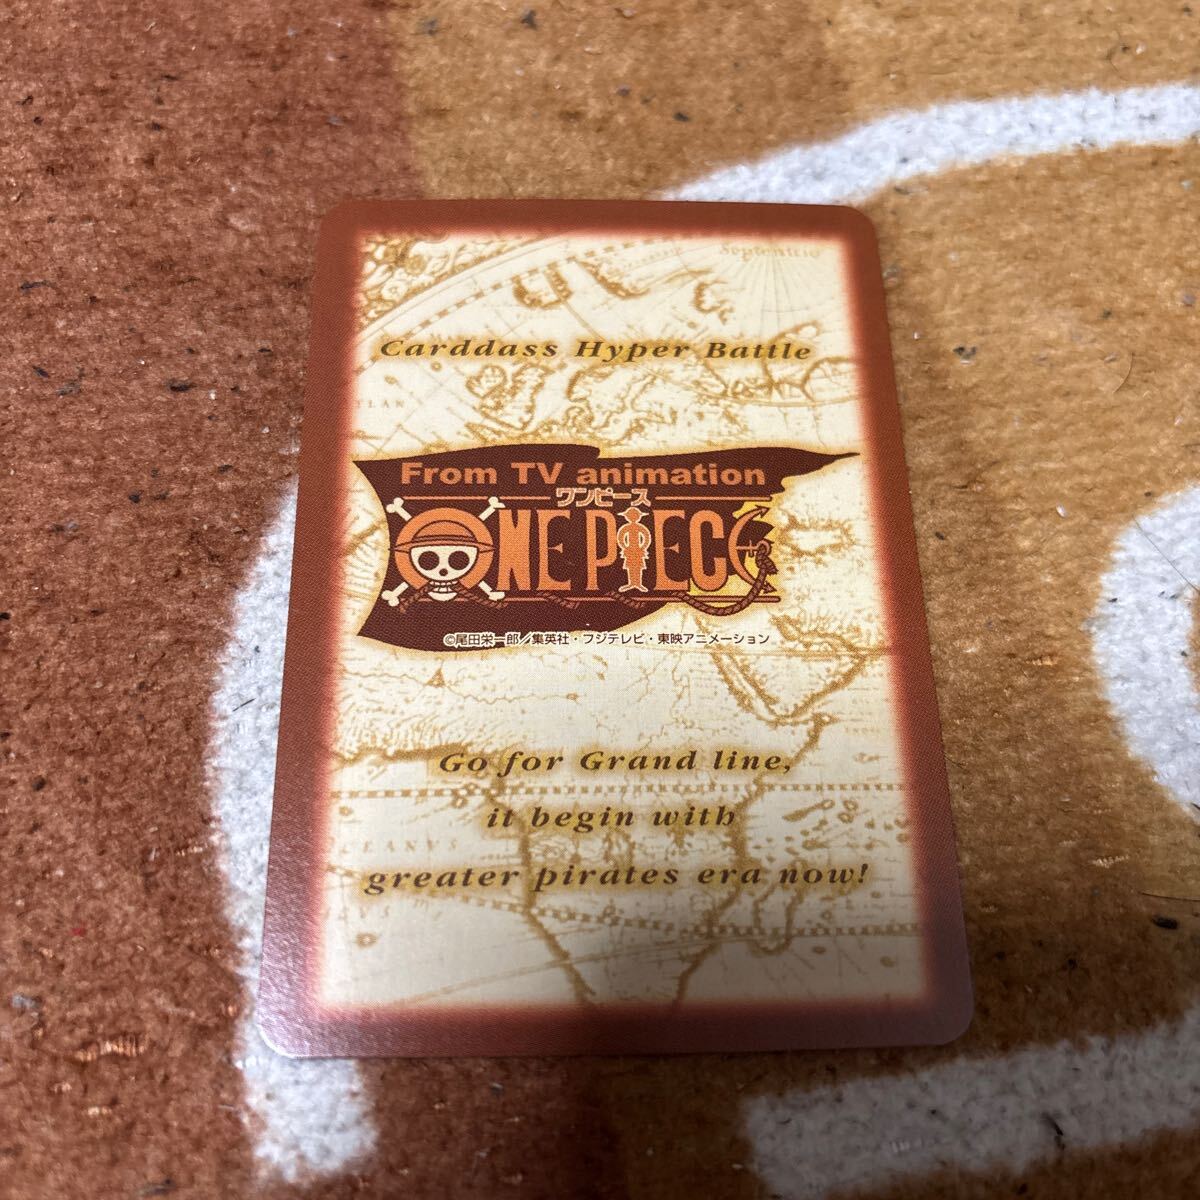 Septentrio
Carddass Hyper Battle
From TV animation
ワンピース
ONE PIECE
©尾田栄一郎/集英社・フジテレビ・東映アニメーション
Go for Grand line,
it begin with
greater pirates era now!